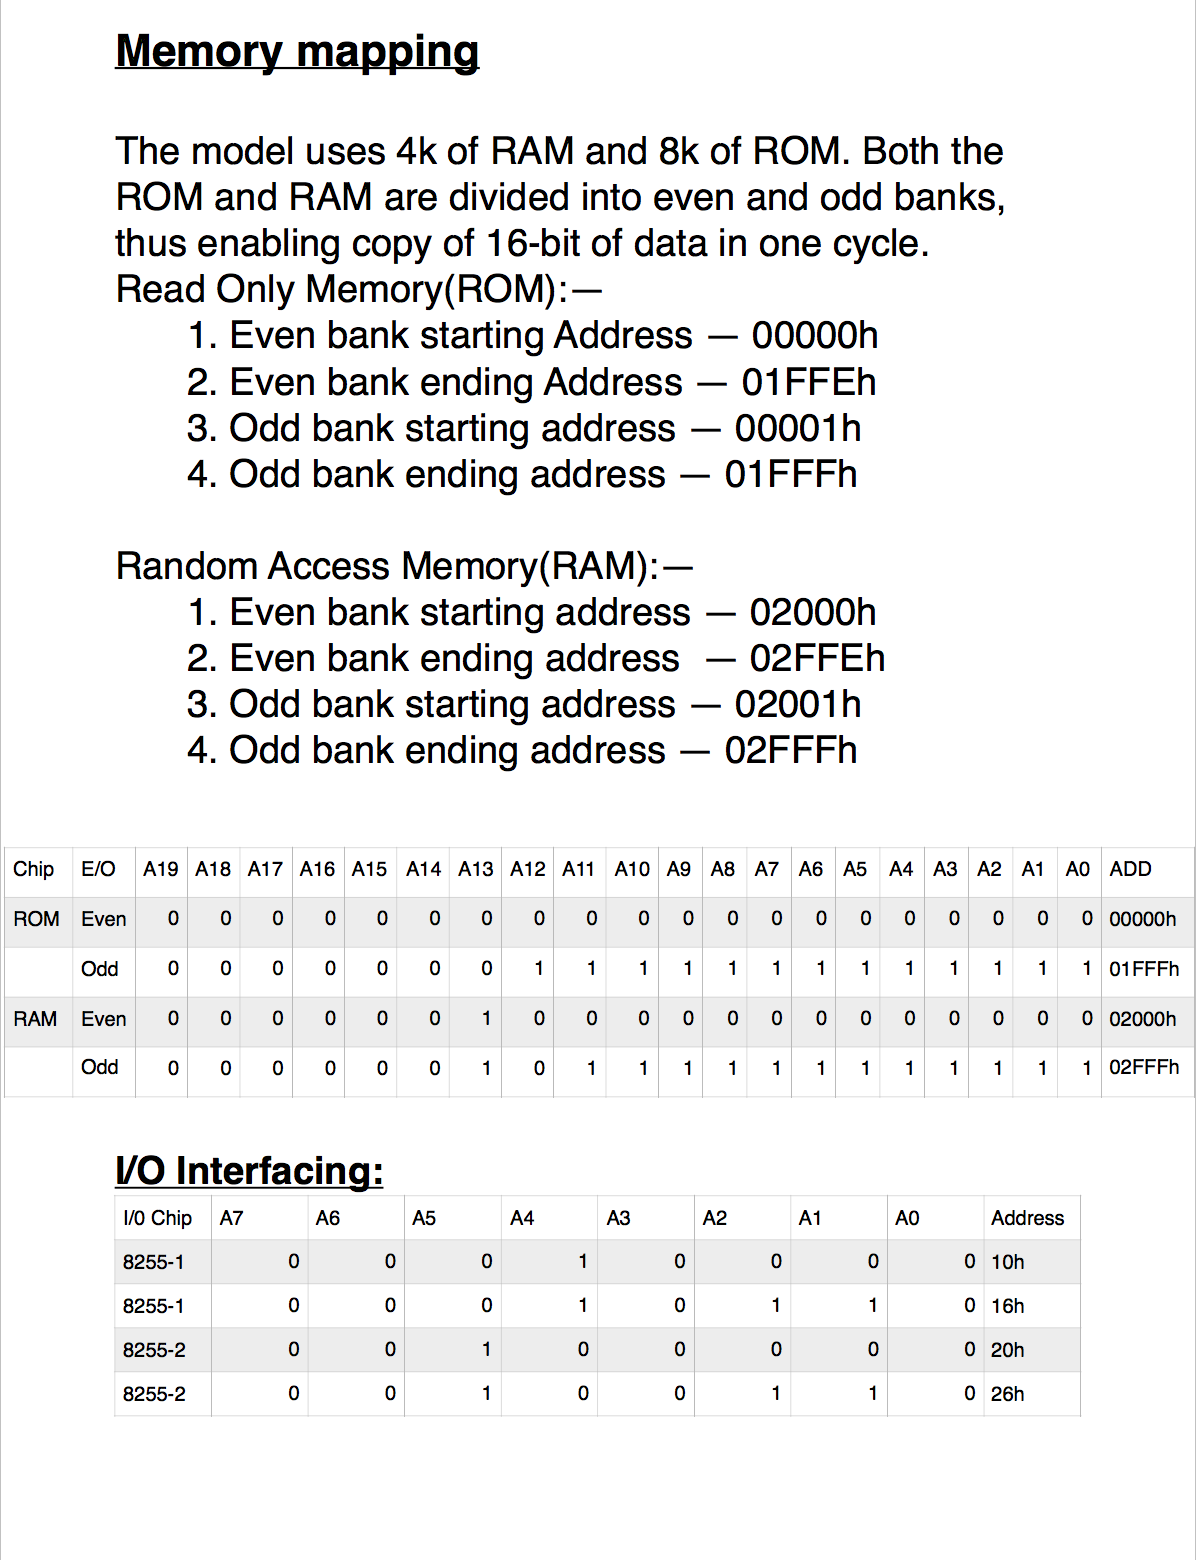 Memory mapping
The model uses 4k of RAM and 8k of ROM. Both the
ROM and RAM are divided into even and odd banks,
thus enabling copy of 16-bit of data in one cycle.
Read Only Memory(ROM):—
1. Even bank starting Address — 00000h
2. Even bank ending Address — 01FFEh
3. Odd bank starting address — 00001h
4. Odd bank ending address — 01FFFh
Random Access Memory(RAM):—
1. Even bank starting address — 02000h
2. Even bank ending address — 02FFEh
3. Odd bank starting address — 02001h
4. Odd bank ending address — 02FFFh
Chip E/O A19 A18 A17 A16 A15 A14 A13 A12 A11 A10 A9 A8 A7 A6 A5 A4 A3 A2 A1 A0 ADD
ROM Even 0 0 0 0 0 0 0 0 0 0 0 0 0 0 0 0 0 0 0 0 00000h
Odd 0 0 0 0 0 0 0 1 1 1 1 1 1 1 1 1 1 1 1 1 01FFFh
RAM Even 0 0 0 0 0 0 1 0 0 0 0 0 0 0 0 0 0 0 0 0 02000h
Odd 0 0 0 0 0 0 1 0 1 1 1 1 1 1 1 1 1 1 1 1 02FFFh
I/O Interfacing:
I/0 Chip A7 A6 A5 A4 A3 A2 A1 A0 Address
8255-1 0 0 0 1 0 0 0 0 10h
8255-1 0 0 0 1 0 1 1 0 16h
8255-2 0 0 1 0 0 0 0 0 20h
8255-2 0 0 1 0 0 1 1 0 26h